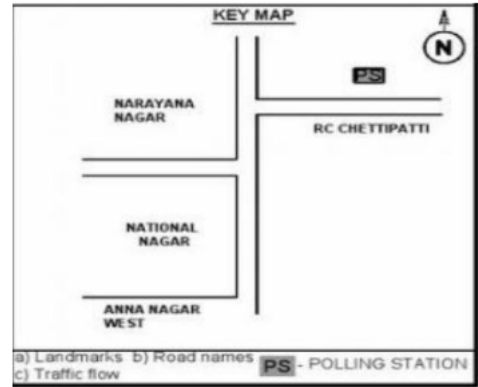 KEY MAP
N
PS
NARAYANA
NAGAR
RC CHETTIPATTI
NATIONAL
NAGAR
ANNA NAGAR
WEST
a) Landmarks b) Road names
c) Traffic flow
PS - POLLING STATION